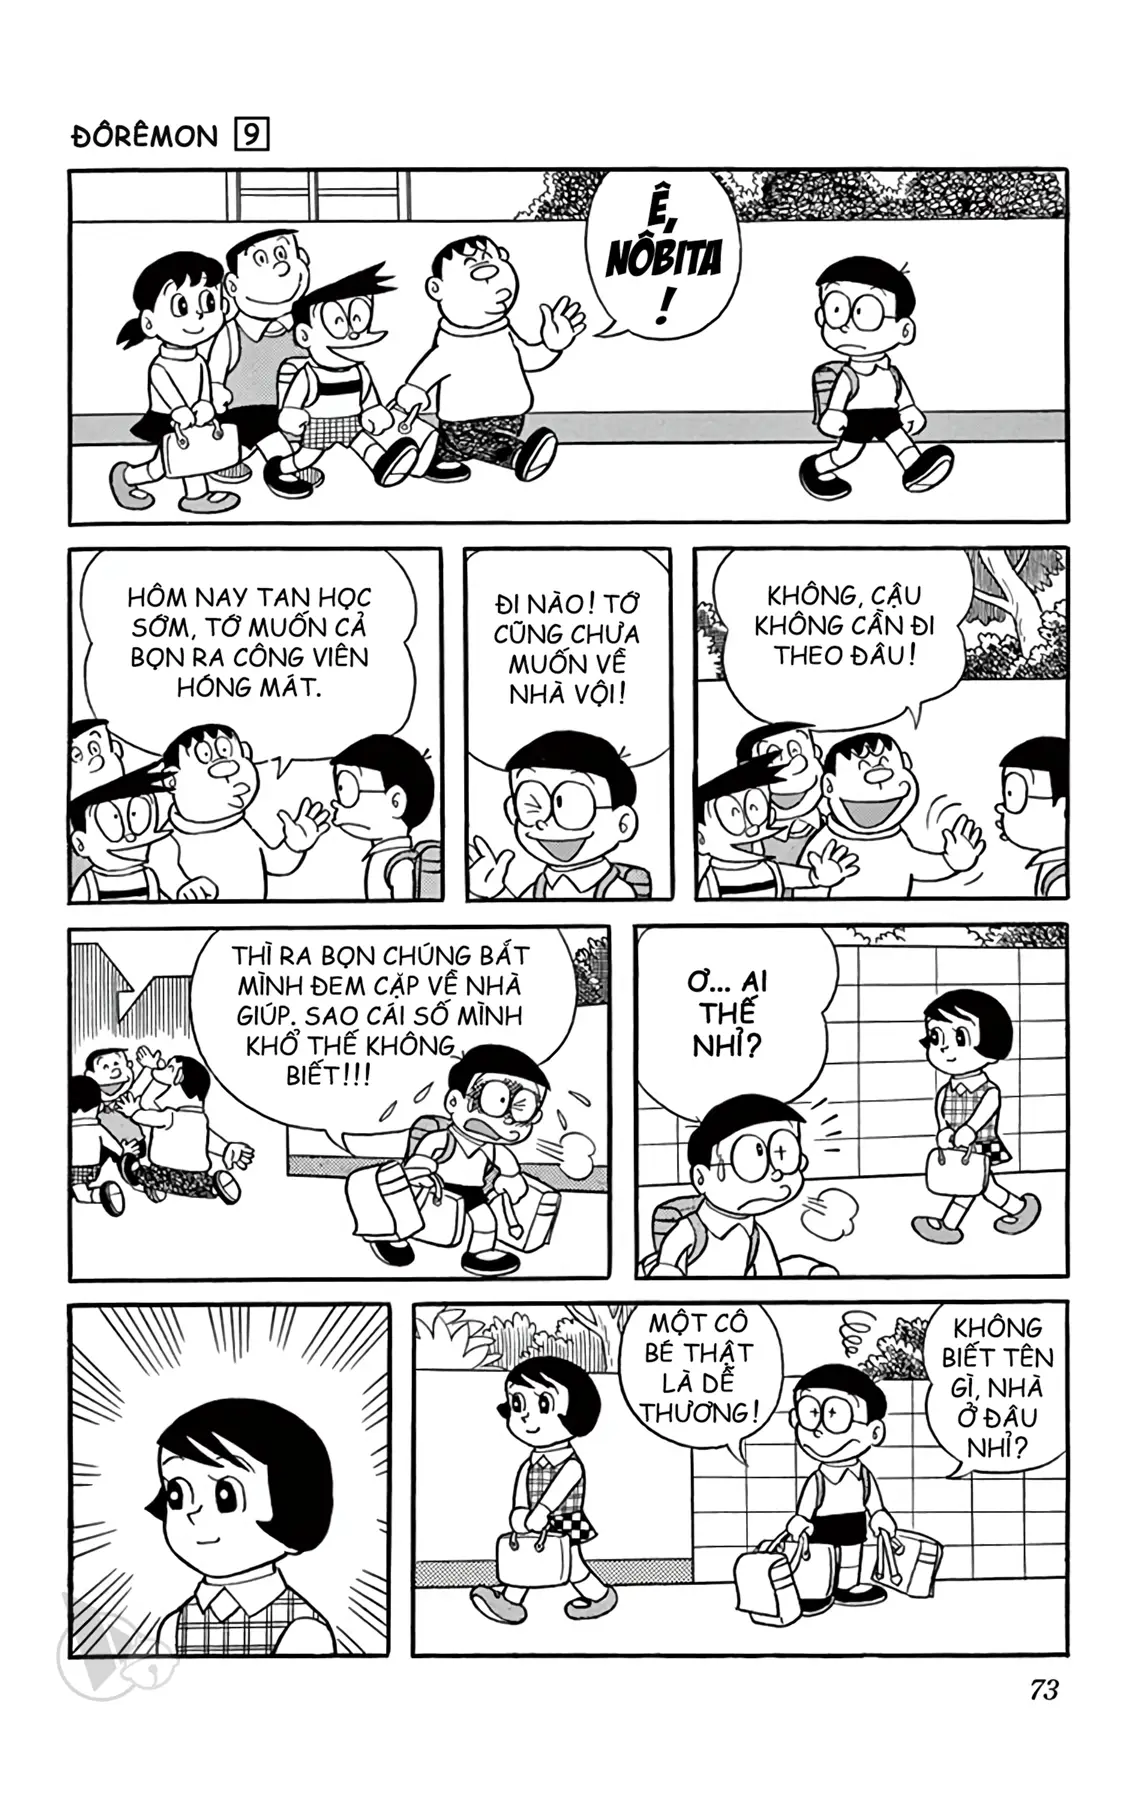 ĐÔRÊMON 9
Ê,
NÔBITA
!
HÔM NAY TAN HỌC
SỚM, TỚ MUỐN CẢ
BỌN RA CÔNG VIÊN
HÓNG MÁT.
ĐI NÀO! TỚ
CŨNG CHƯA
MUỐN VỀ
NHÀ VỘI!
KHÔNG, CẬU
KHÔNG CẦN ĐI
THEO ĐÂU!
THÌ RA BỌN CHÚNG BẮT
MÌNH ĐEM CẶP VỀ NHÀ
GIÚP. SAO CÁI SỐ MÌNH
KHỔ THẾ KHÔNG
BIẾT!!!
Ơ... AI
THẾ
NHỈ?
MỘT CÔ
BÉ THẬT
LÀ DỄ
THƯƠNG!
KHÔNG
BIẾT TÊN
GÌ, NHÀ
Ở ĐÂU
NHỈ?
73